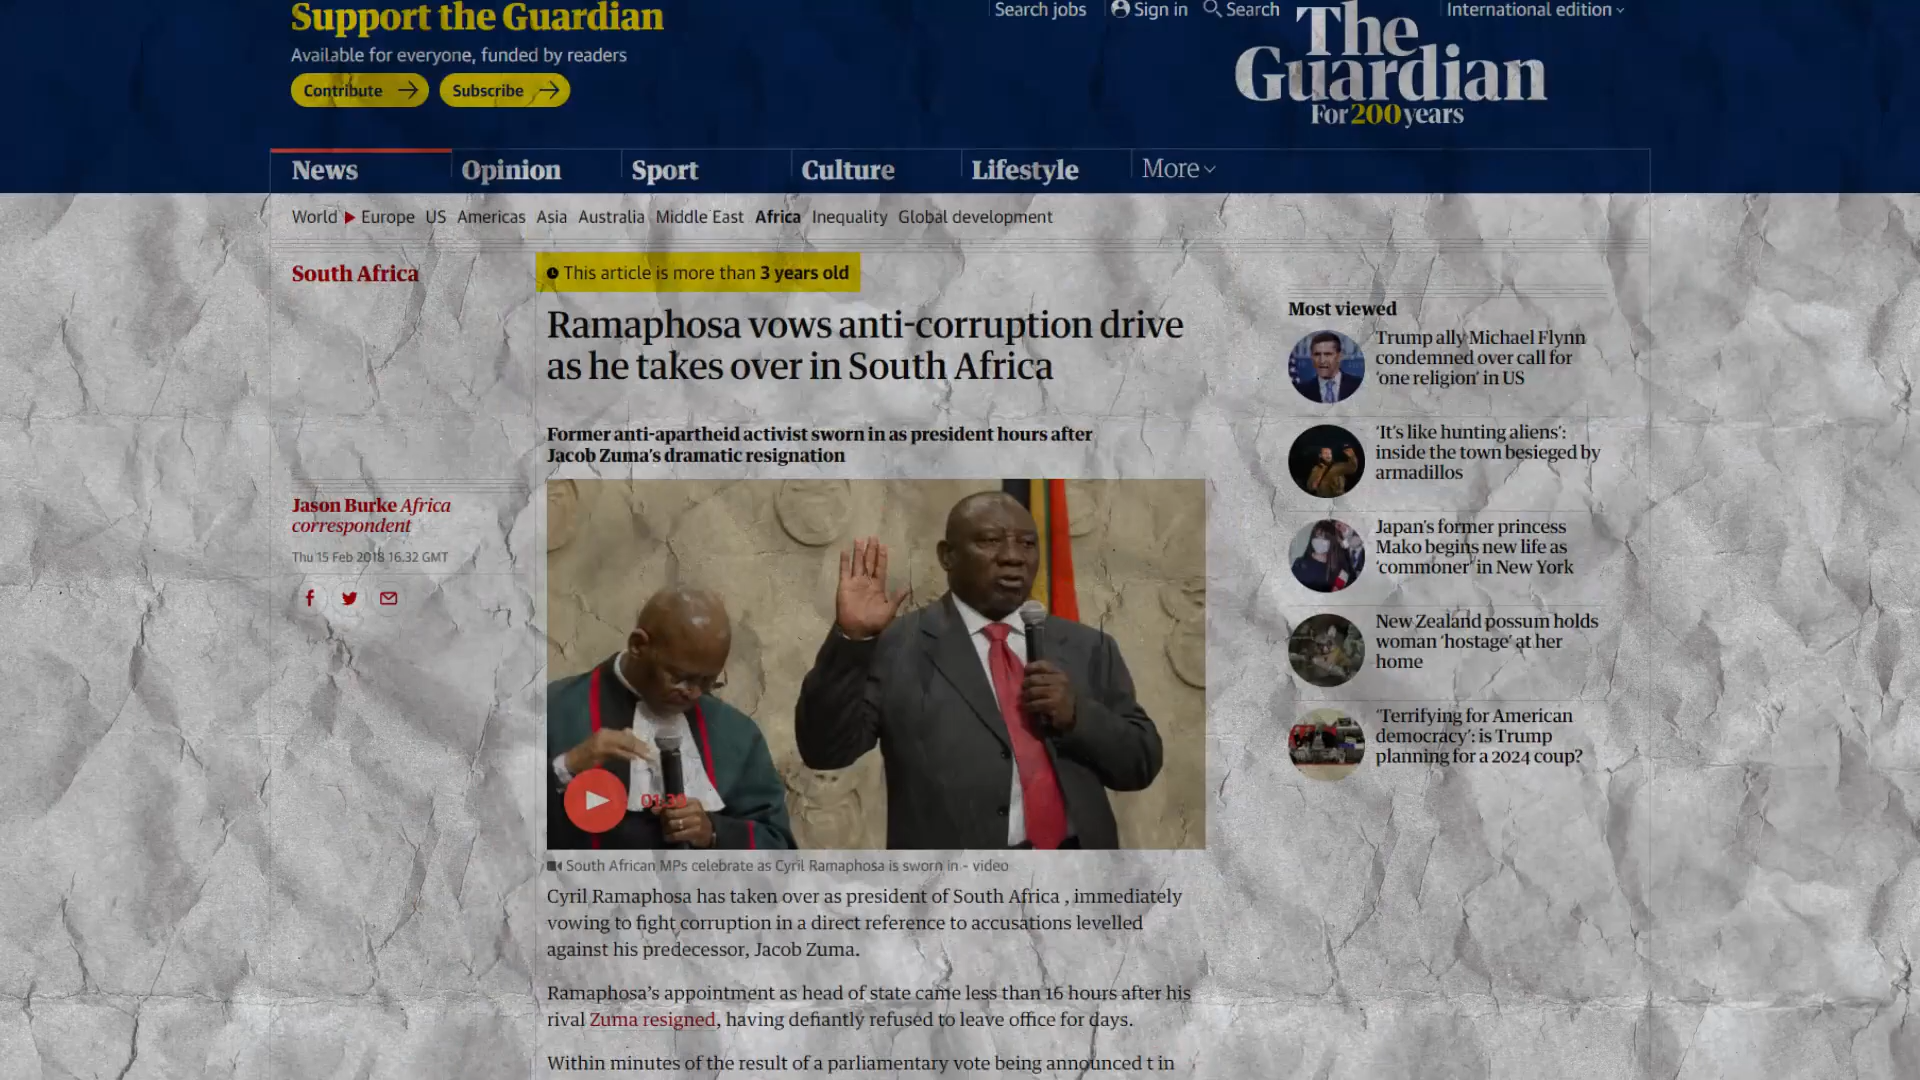 Support the Guardian
Available for everyone, funded by readers
Contribute
Subscribe
Search jobs
Sign in
Search
International edition
The
Guardian
For 200 years
News
Opinion
Sport
Culture
Lifestyle
More
World Europe US Americas Asia Australia Middle East Africa Inequality Global development
South Africa
This article is more than 3 years old
Ramaphosa vows anti-corruption drive
as he takes over in South Africa
Former anti-apartheid activist sworn in as president hours after
Jacob Zuma's dramatic resignation
Jason Burke Africa
correspondent
Thu 15 Feb 2018 16.32 GMT
South African MPs celebrate as Cyril Ramaphosa is sworn in - video
Cyril Ramaphosa has taken over as president of South Africa , immediately
vowing to fight corruption in a direct reference to accusations levelled
against his predecessor, Jacob Zuma.
Ramaphosa's appointment as head of state came less than 16 hours after his
rival Zuma resigned, having defiantly refused to leave office for days.
Within minutes of the result of a parliamentary vote being announced t in
Most viewed
Trump ally Michael Flynn
condemned over call for
'one religion' in US
'It's like hunting aliens':
inside the town besieged by
armadillos
Japan's former princess
Mako begins new life as
'commoner' in New York
New Zealand possum holds
woman 'hostage' at her
home
'Terrifying for American
democracy': is Trump
planning for a 2024 coup?